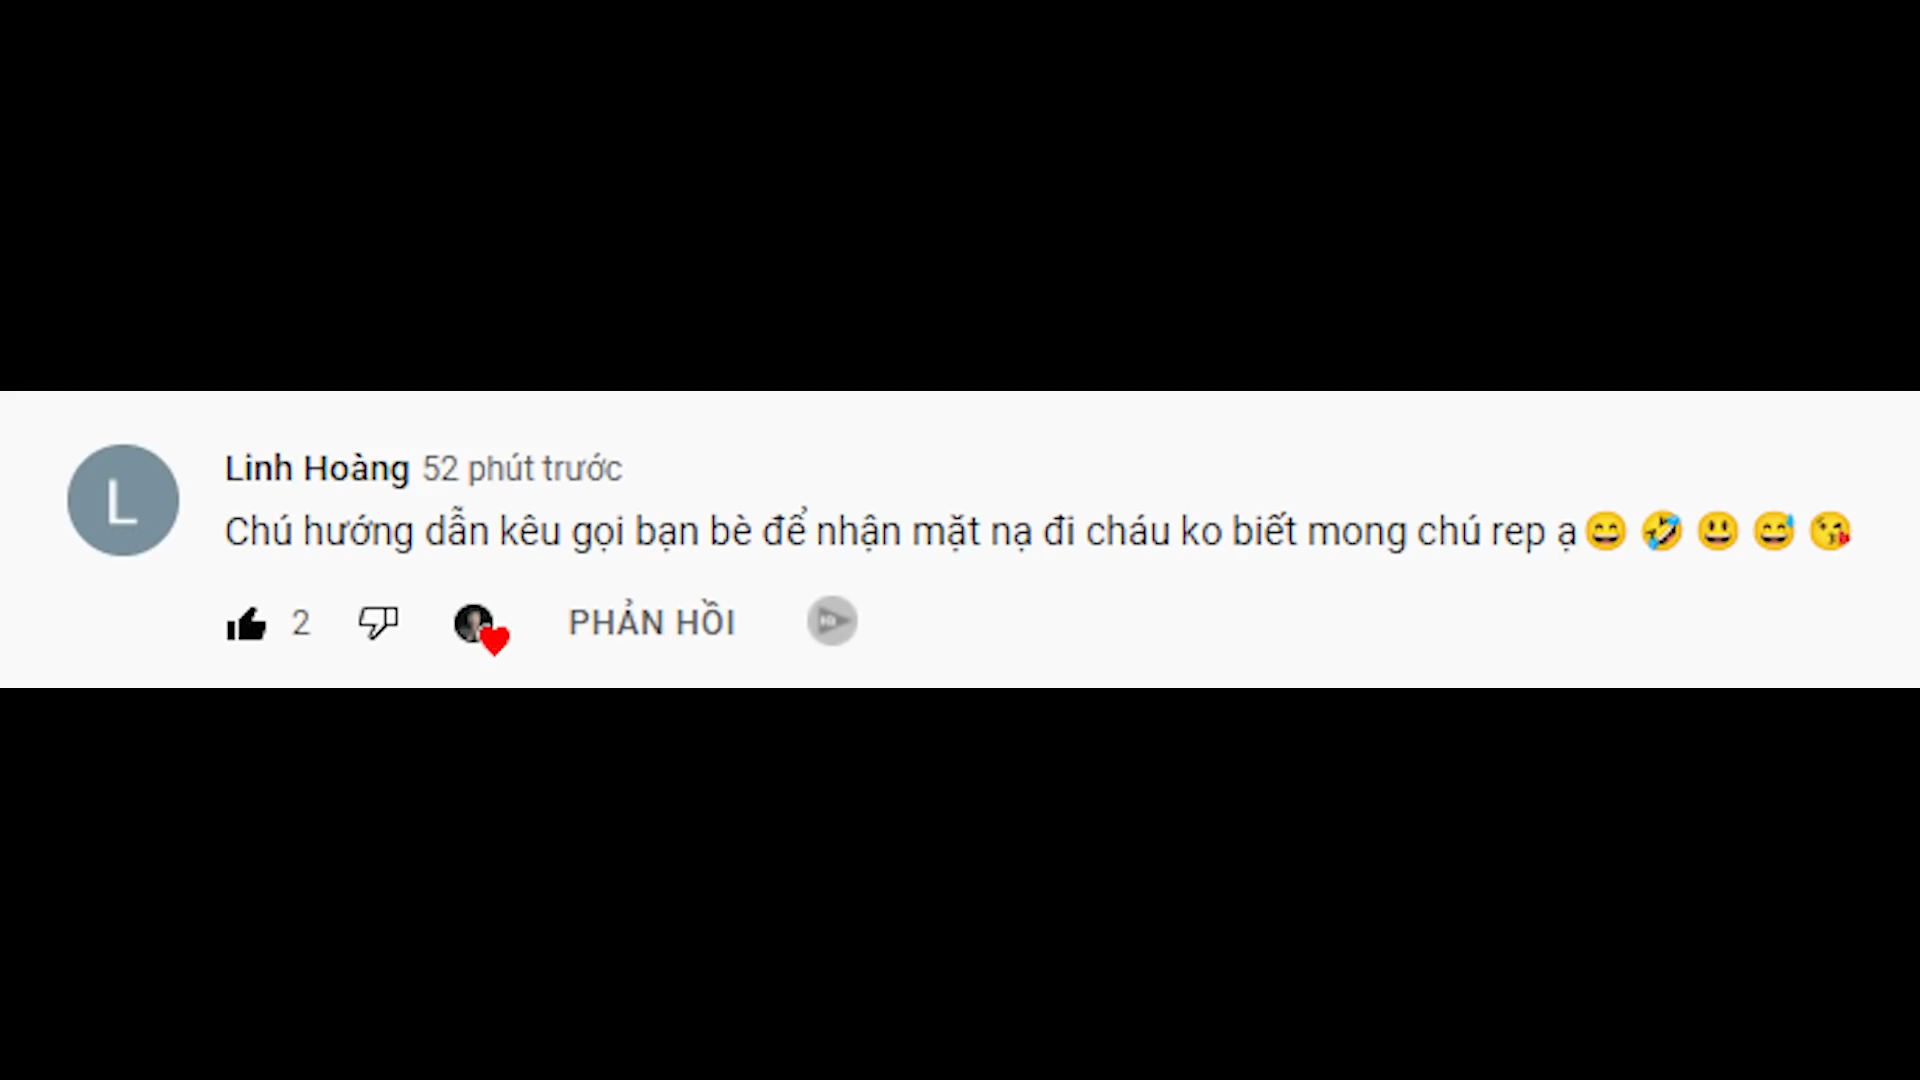 L
Linh Hoàng 52 phút trước
Chú hướng dẫn kêu gọi bạn bè để nhận mặt nạ đi cháu ko biết mong chú rep ạ😄 🤣 😃 😅 😘
2 PHẢN HỒI